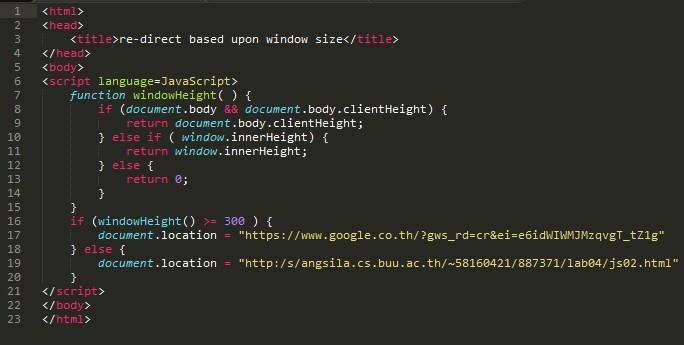 1 <html>
2 <head>
3 <title>re-direct based upon window size</title>
4 </head>
5 <body>
6 <script language=JavaScript>
7 function windowHeight( ) {
8 if (document.body && document.body.clientHeight) {
9 return document.body.clientHeight;
10 } else if ( window.innerHeight) {
11 return window.innerHeight;
12 } else {
13 return 0;
14 }
15 }
16 if (windowHeight() >= 300 ) {
17 document.location = "https://www.google.co.th/?gws_rd=cr&ei=e6idWIWMJMzqvgT_tZ1g"
18 } else {
19 document.location = "http:/s/angsila.cs.buu.ac.th/~58160421/887371/lab04/js02.html"
20 }
21 </script>
22 </body>
23 </html>